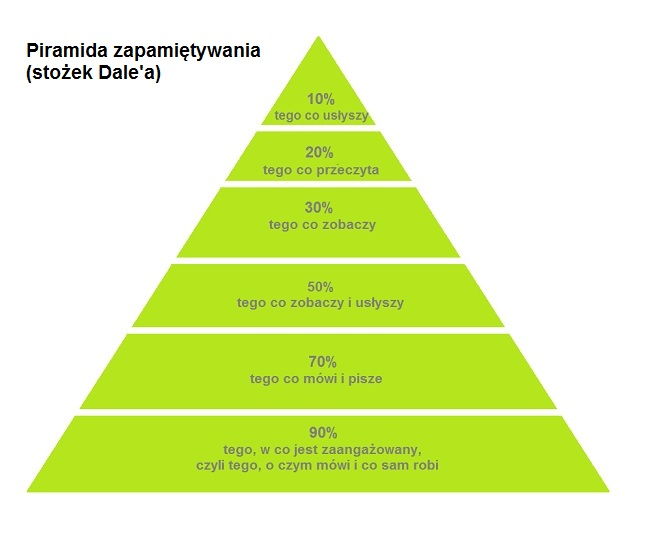 Piramida zapamiętywania
(stożek Dale'a)
10%
tego co usłyszy
20%
tego co przeczyta
30%
tego co zobaczy
50%
tego co zobaczy i usłyszy
70%
tego co mówi i pisze
90%
tego, w co jest zaangażowany,
czyli tego, o czym mówi i co sam robi